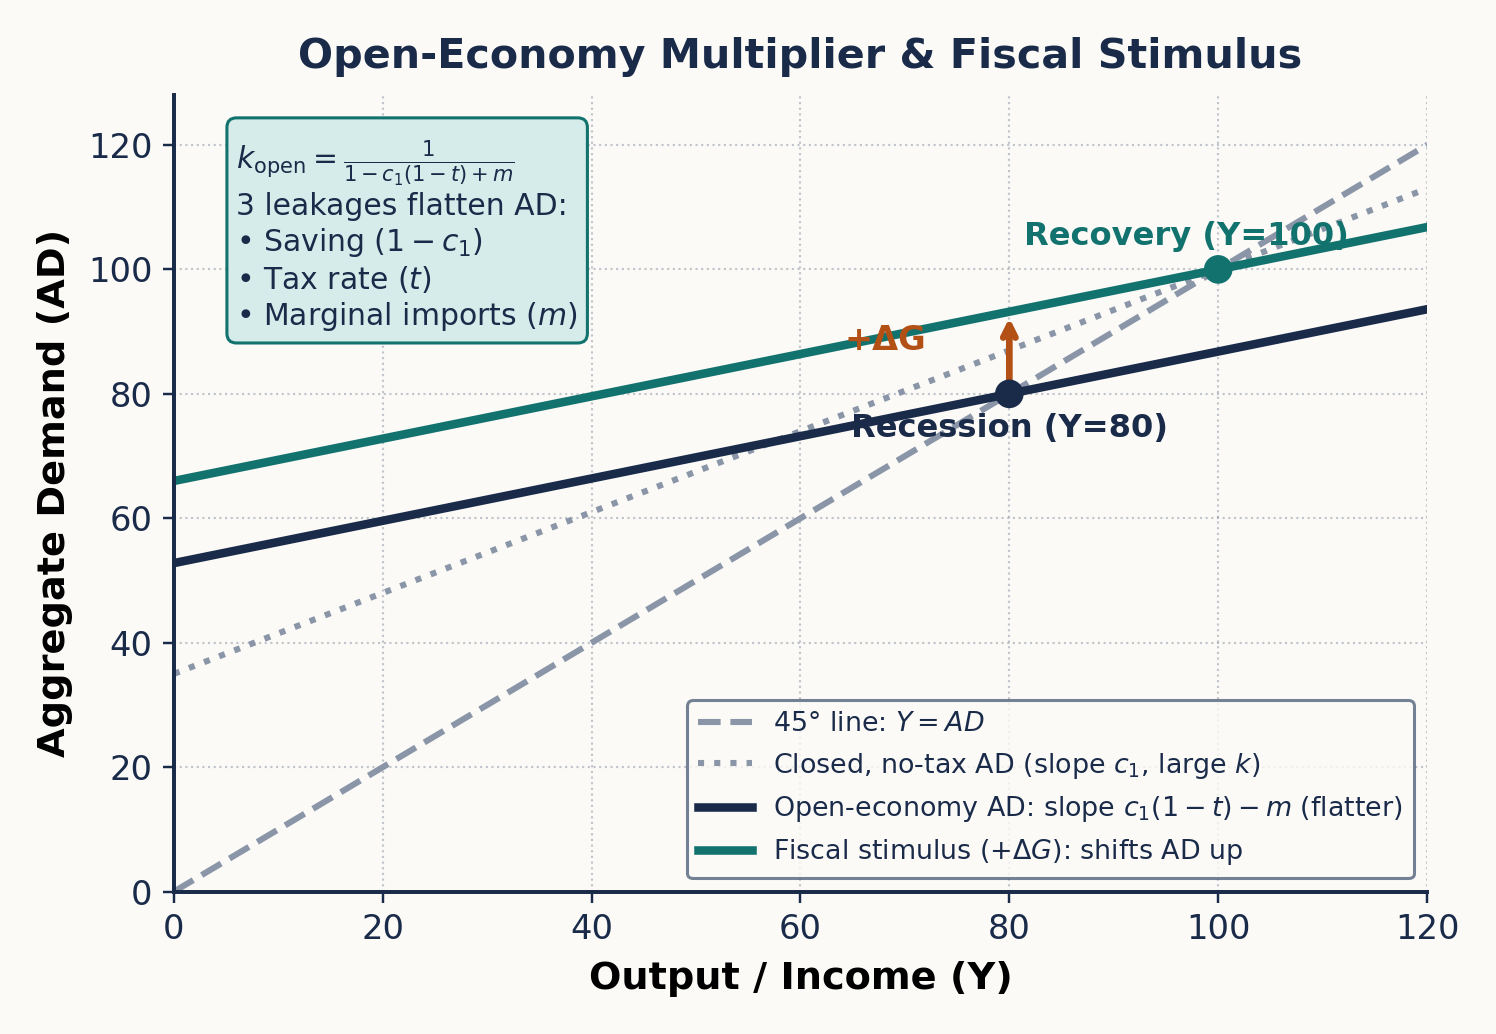 Open-Economy Multiplier & Fiscal Stimulus
k_open = 1 / (1 − c₁(1 − t) + m)
3 leakages flatten AD:
• Saving (1 − c₁)
• Tax rate (t)
• Marginal imports (m)
Recovery (Y=100)
+ΔG
Recession (Y=80)
45° line: Y = AD
Closed, no-tax AD (slope c₁, large k)
Open-economy AD: slope c₁(1 − t) − m (flatter)
Fiscal stimulus (+ΔG): shifts AD up
Aggregate Demand (AD)
120
100
80
60
40
20
0
0 20 40 60 80 100 120
Output / Income (Y)